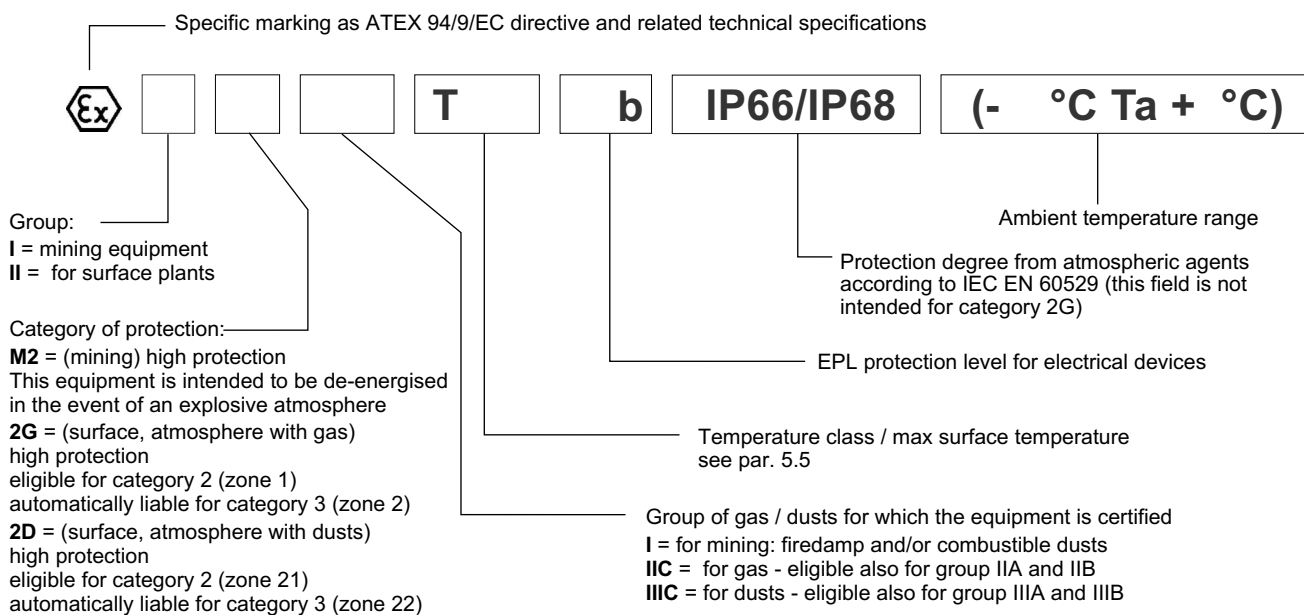 Specific marking as ATEX 94/9/EC directive and related technical specifications
Ex T b IP66/IP68 (- °C Ta + °C)
Group:
I = mining equipment
II = for surface plants
Category of protection:
M2 = (mining) high protection
This equipment is intended to be de-energised
in the event of an explosive atmosphere
2G = (surface, atmosphere with gas)
high protection
eligible for category 2 (zone 1)
automatically liable for category 3 (zone 2)
2D = (surface, atmosphere with dusts)
high protection
eligible for category 2 (zone 21)
automatically liable for category 3 (zone 22)
Ambient temperature range
Protection degree from atmospheric agents
according to IEC EN 60529 (this field is not
intended for category 2G)
EPL protection level for electrical devices
Temperature class / max surface temperature
see par. 5.5
Group of gas / dusts for which the equipment is certified
I = for mining: firedamp and/or combustible dusts
IIC = for gas - eligible also for group IIA and IIB
IIIC = for dusts - eligible also for group IIIA and IIIB